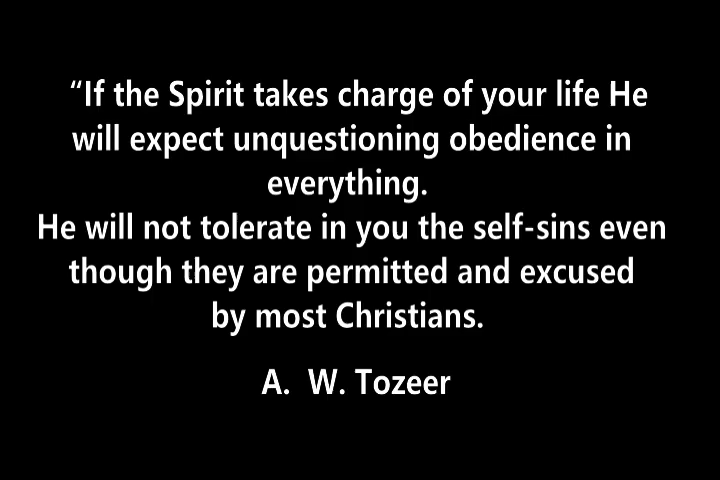 “If the Spirit takes charge of your life He
will expect unquestioning obedience in
everything.
He will not tolerate in you the self-sins even
though they are permitted and excused
by most Christians.
A.  W. Tozeer